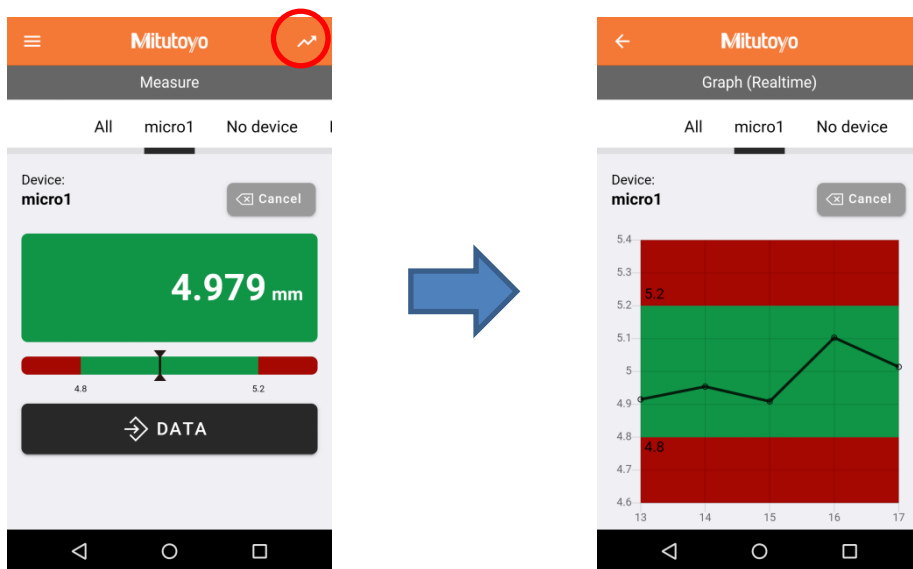 Mitutoyo
Measure
All micro1 No device
Device:
micro1
Cancel
4.979 mm
4.8 5.2
DATA
Mitutoyo
Graph (Realtime)
All micro1 No device
Device:
micro1
Cancel
5.4
5.3
5.2
5.2
5.1
5
4.9
4.8
4.8
4.7
4.6
13 14 15 16 17